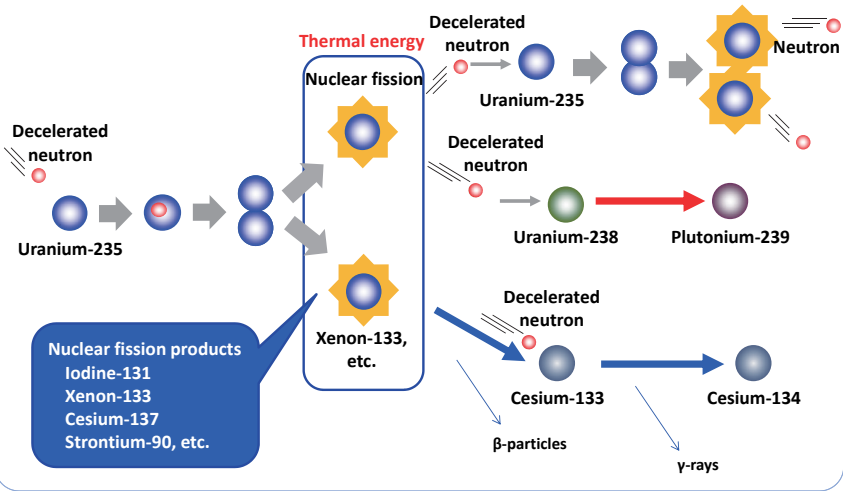 Thermal energy
Nuclear fission
Decelerated
neutron
Uranium-235
Decelerated
neutron
Uranium-235
Neutron
Decelerated
neutron
Uranium-238
Plutonium-239
Xenon-133,
etc.
Nuclear fission products
Iodine-131
Xenon-133
Cesium-137
Strontium-90, etc.
Decelerated
neutron
Cesium-133
Cesium-134
β-particles
γ-rays